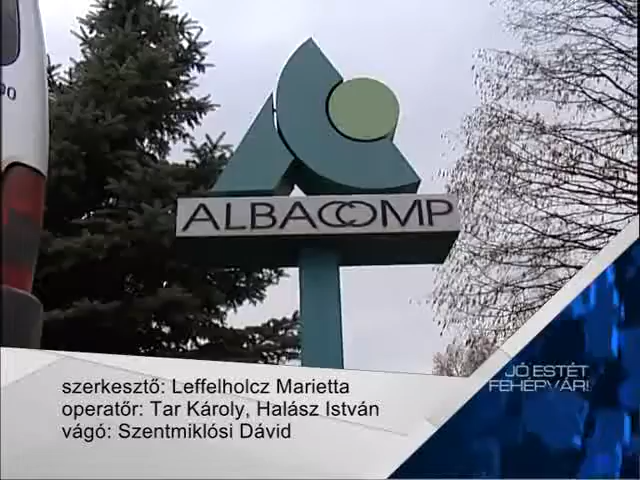 ALBACOMP
JÓ ESTÉT
FEHÉRVÁR!
szerkesztő: Leffelholcz Marietta
operatőr: Tar Károly, Halász István
vágó: Szentmiklósi Dávid